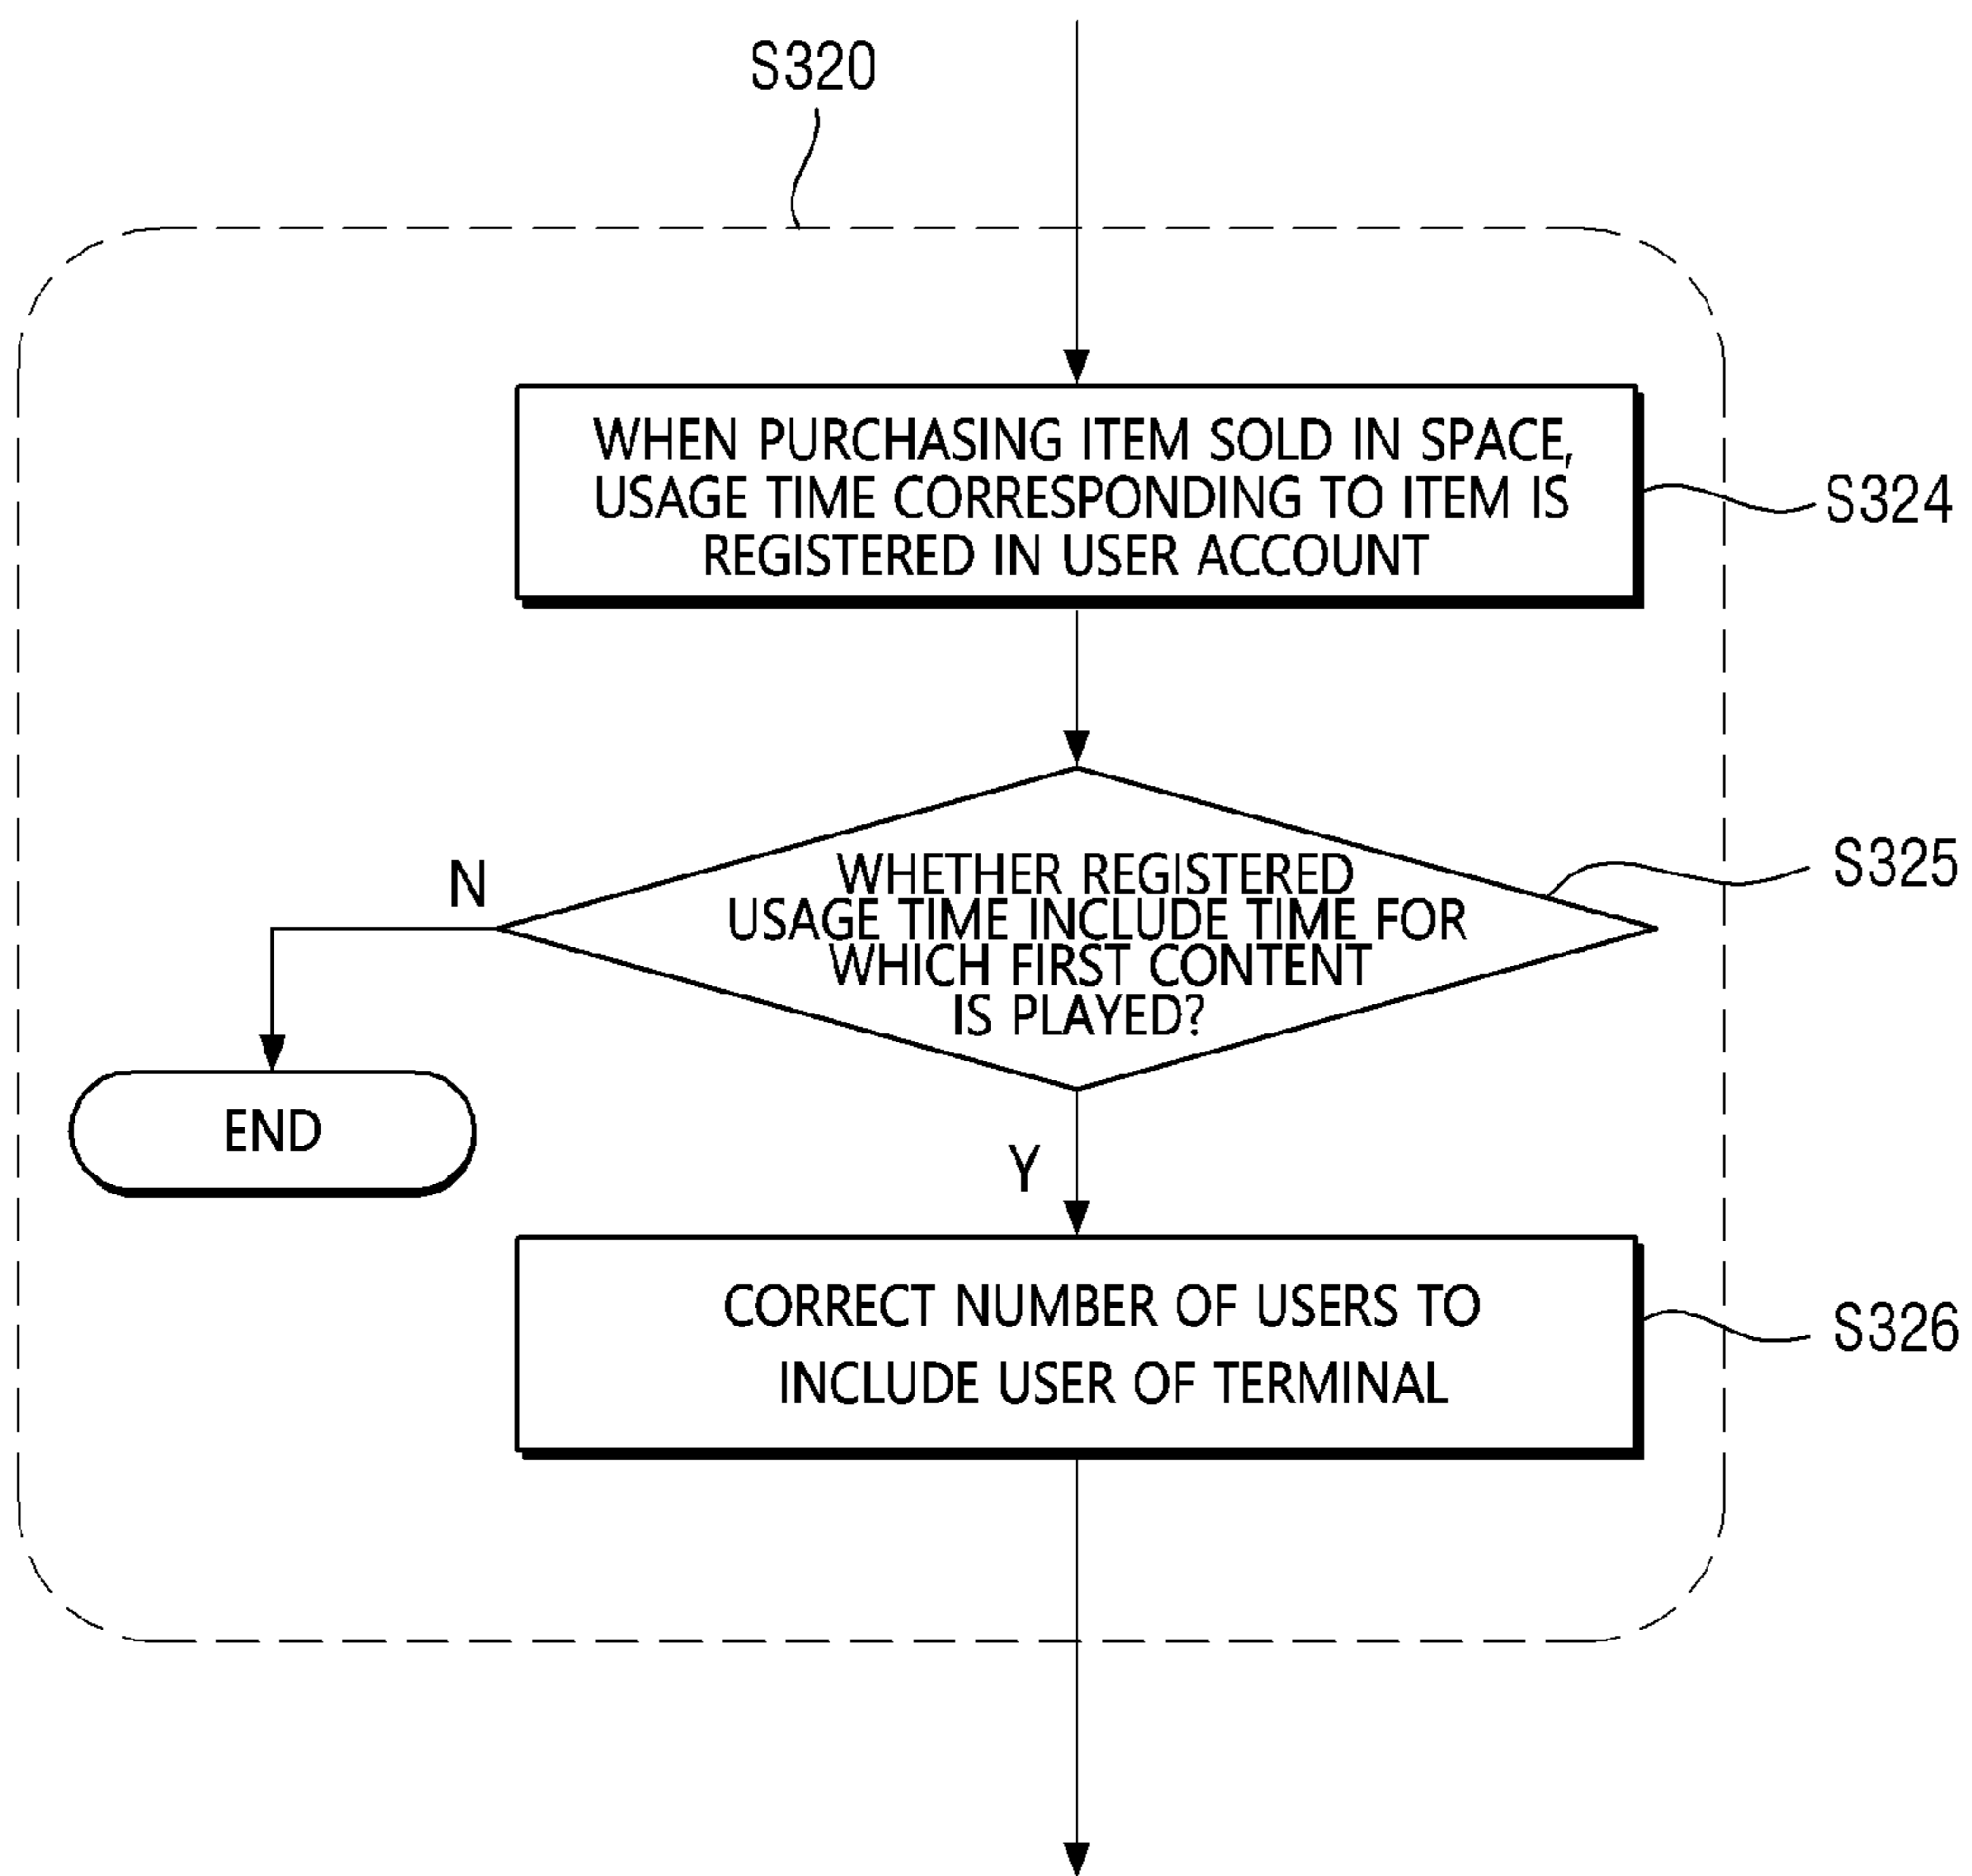 S320
WHEN PURCHASING ITEM SOLD IN SPACE,
USAGE TIME CORRESPONDING TO ITEM IS
REGISTERED IN USER ACCOUNT
S324
WHETHER REGISTERED
USAGE TIME INCLUDE TIME FOR
WHICH FIRST CONTENT
IS PLAYED?
S325
N
END
Y
CORRECT NUMBER OF USERS TO
INCLUDE USER OF TERMINAL
S326